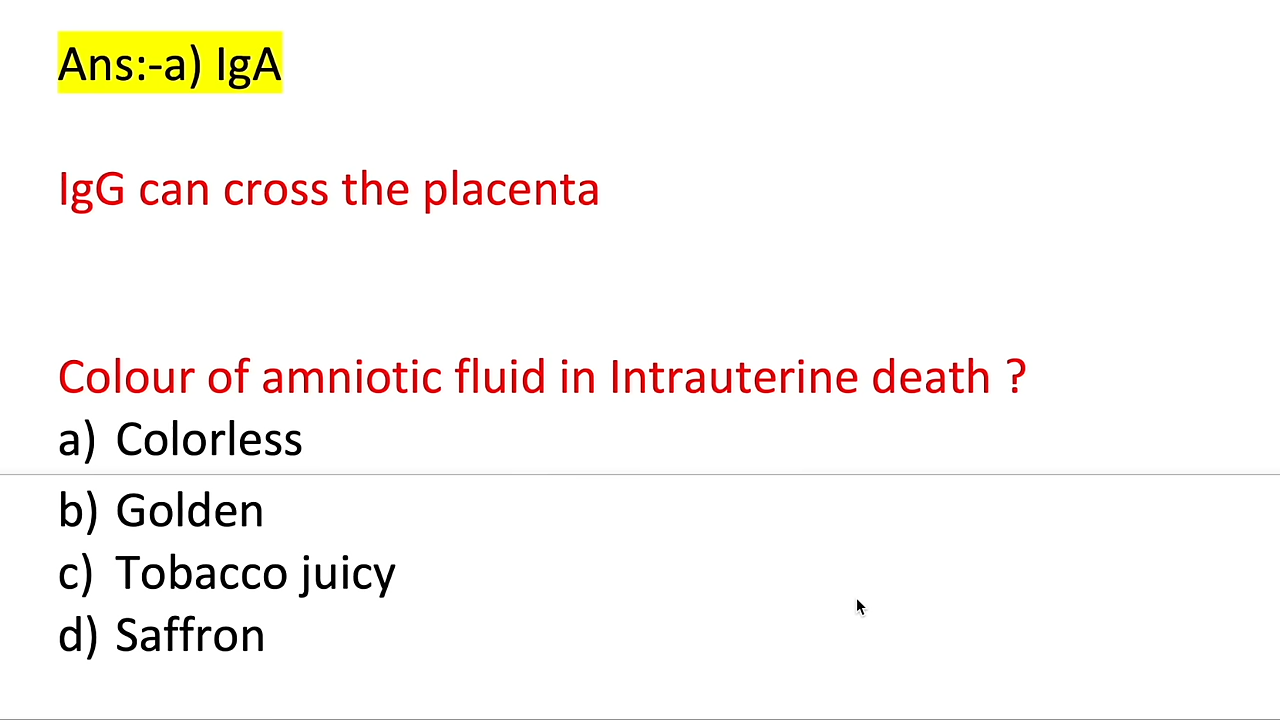 Ans:-a) IgA
IgG can cross the placenta
Colour of amniotic fluid in Intrauterine death ?
a) Colorless
b) Golden
c) Tobacco juicy
d) Saffron